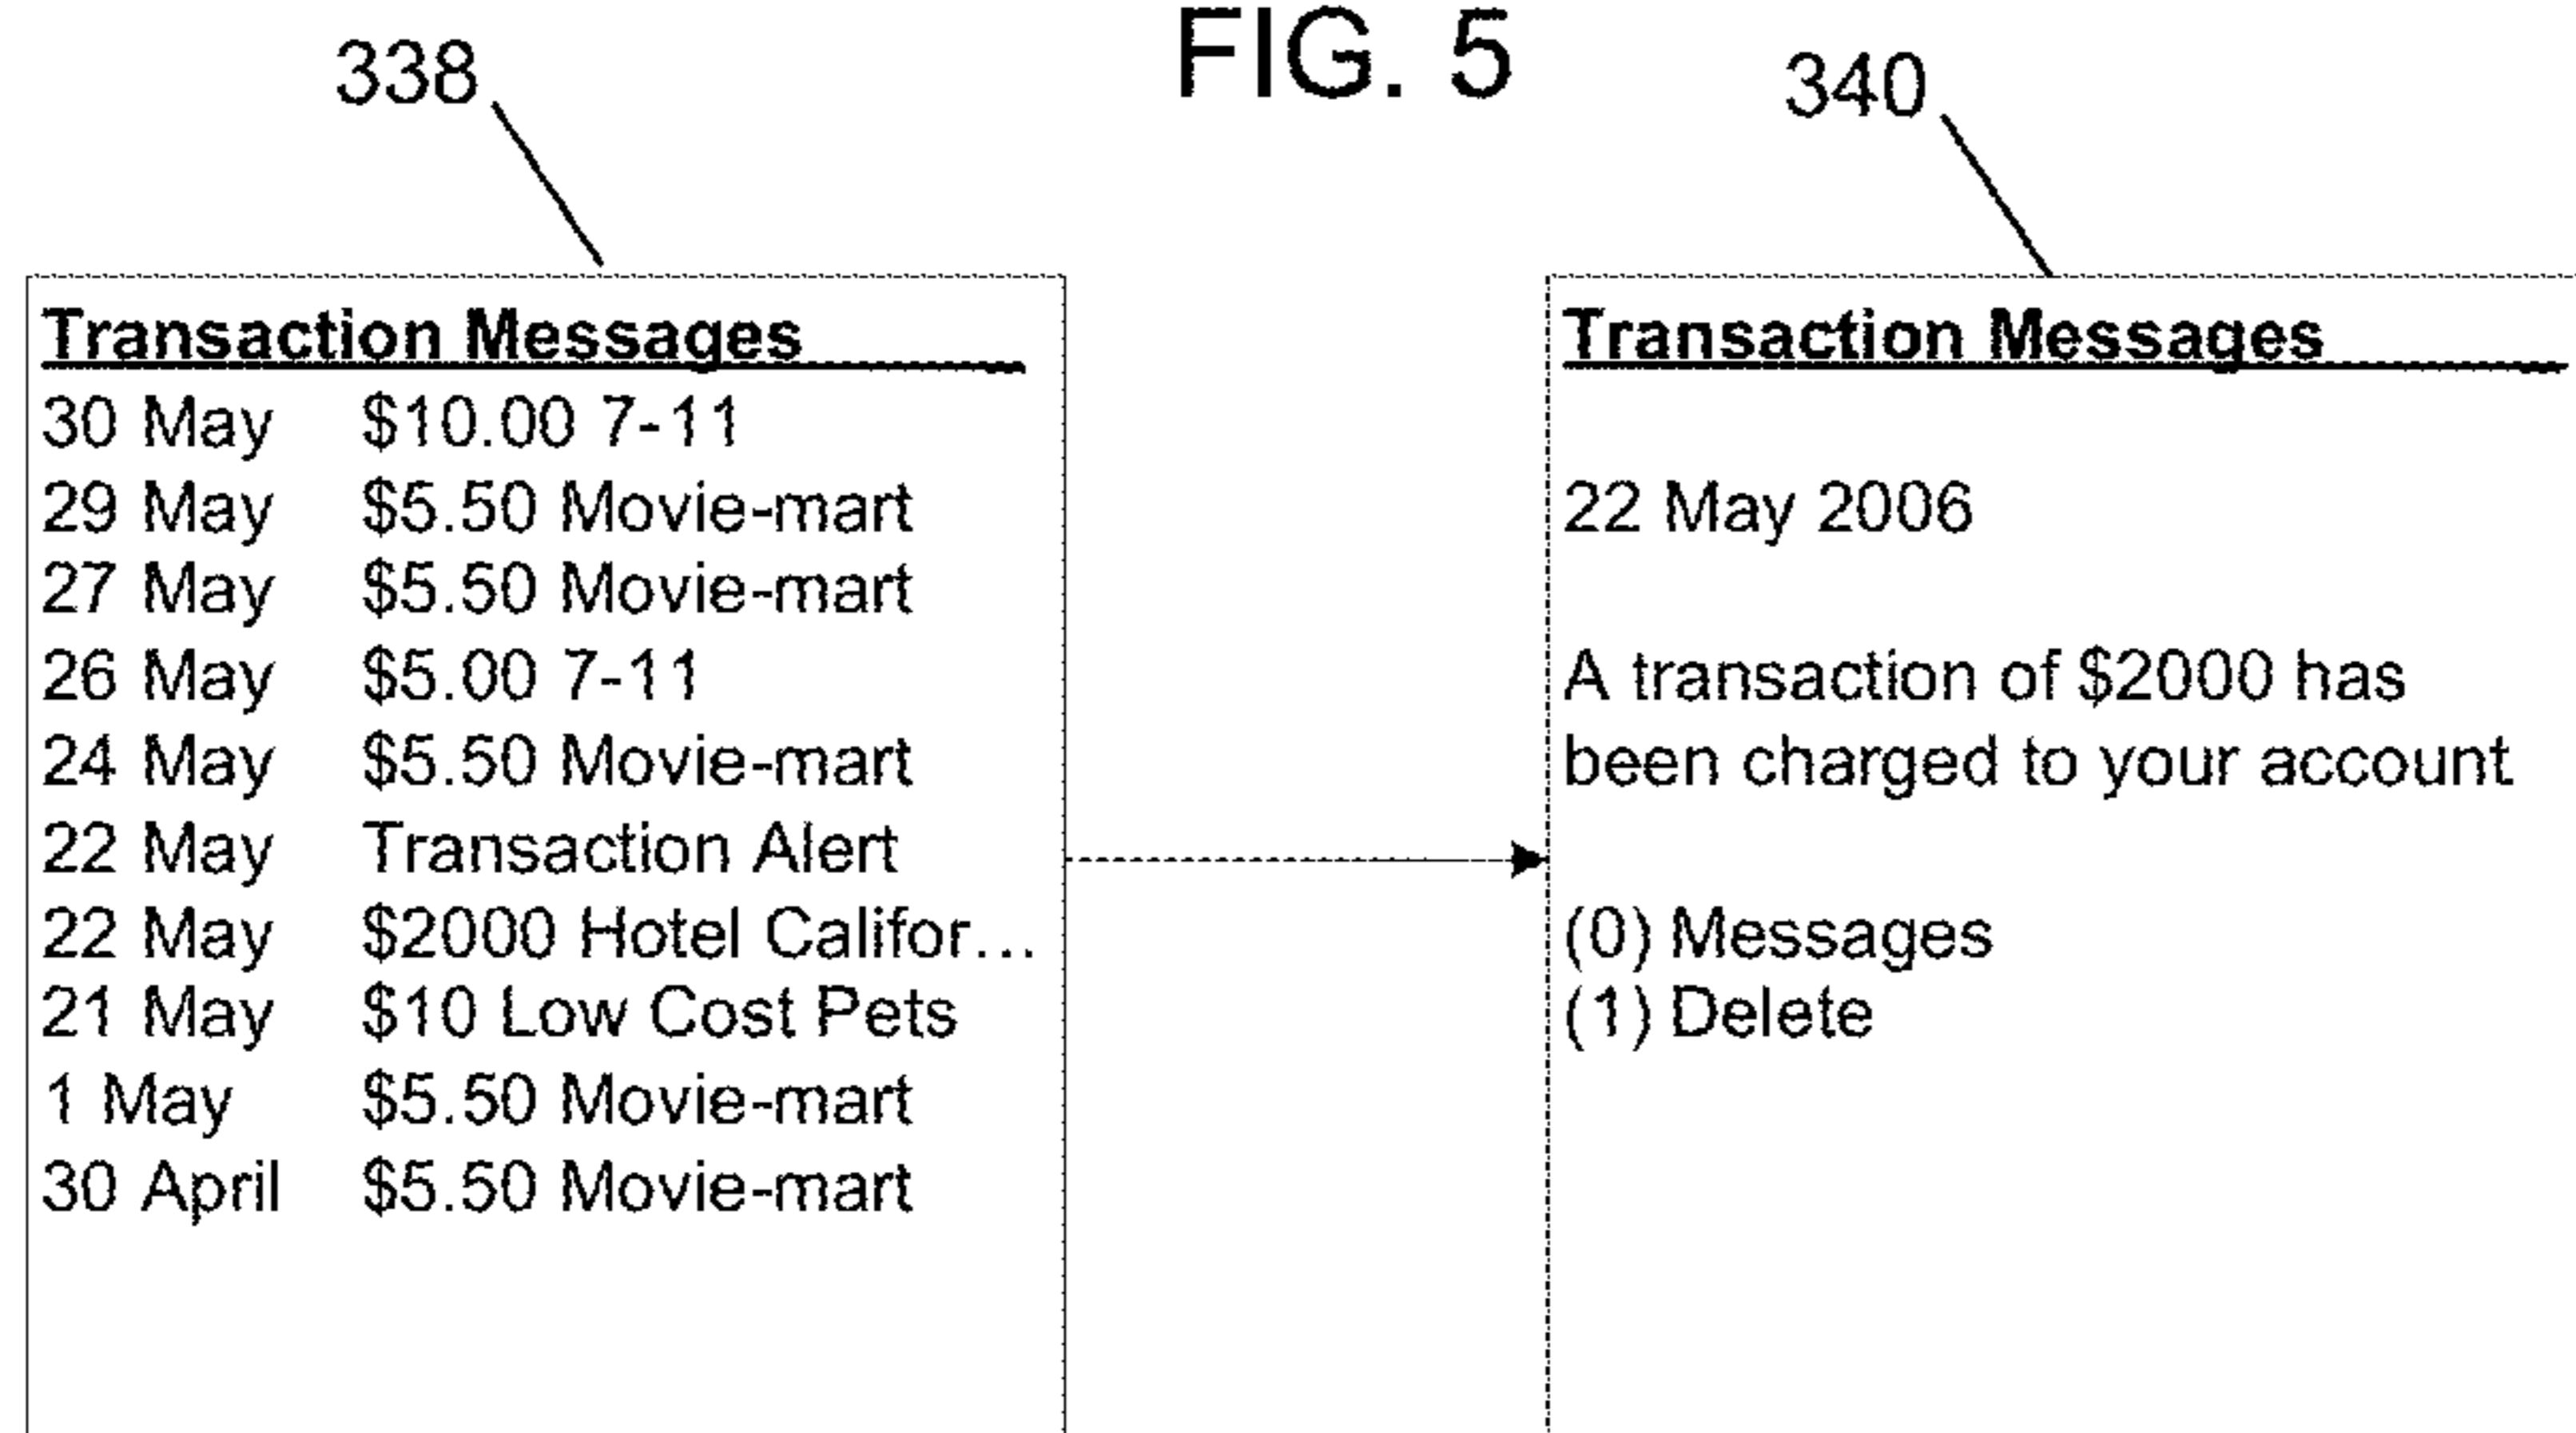 FIG. 5
338
340
Transaction Messages
30 May $10.00 7-11
29 May $5.50 Movie-mart
27 May $5.50 Movie-mart
26 May $5.00 7-11
24 May $5.50 Movie-mart
22 May Transaction Alert
22 May $2000 Hotel Califor...
21 May $10 Low Cost Pets
1 May $5.50 Movie-mart
30 April $5.50 Movie-mart
Transaction Messages
22 May 2006
A transaction of $2000 has
been charged to your account
(0) Messages
(1) Delete